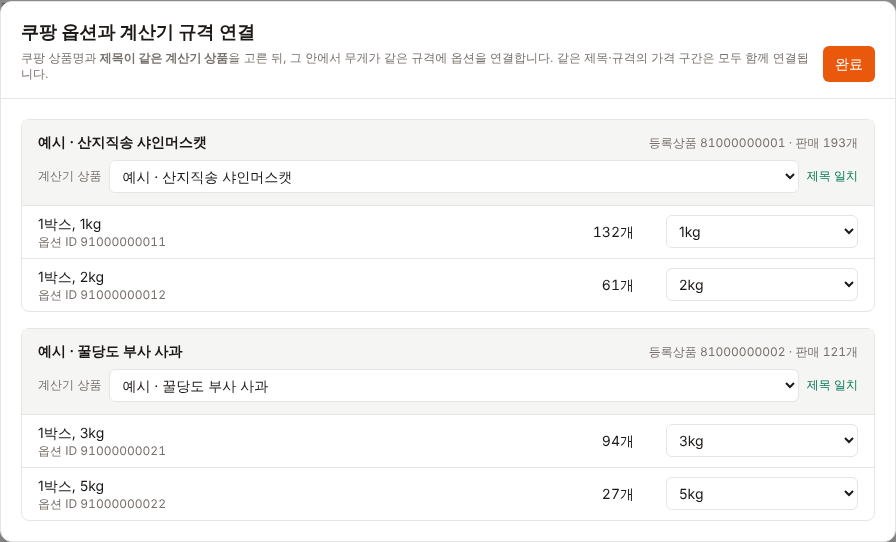 쿠팡 옵션과 계산기 규격 연결
쿠팡 상품명과 제목이 같은 계산기 상품을 고른 뒤, 그 안에서 무게가 같은 규격에 옵션을 연결합니다. 같은 제목·규격의 가격 구간은 모두 함께 연결됩
니다.
완료
예시 · 산지직송 샤인머스캣
등록상품 81000000001 · 판매 193개
계산기 상품
예시 · 산지직송 샤인머스캣
제목 일치
1박스, 1kg
옵션 ID 91000000011
132개
1kg
1박스, 2kg
옵션 ID 91000000012
61개
2kg
예시 · 꿀당도 부사 사과
등록상품 81000000002 · 판매 121개
계산기 상품
예시 · 꿀당도 부사 사과
제목 일치
1박스, 3kg
옵션 ID 91000000021
94개
3kg
1박스, 5kg
옵션 ID 91000000022
27개
5kg